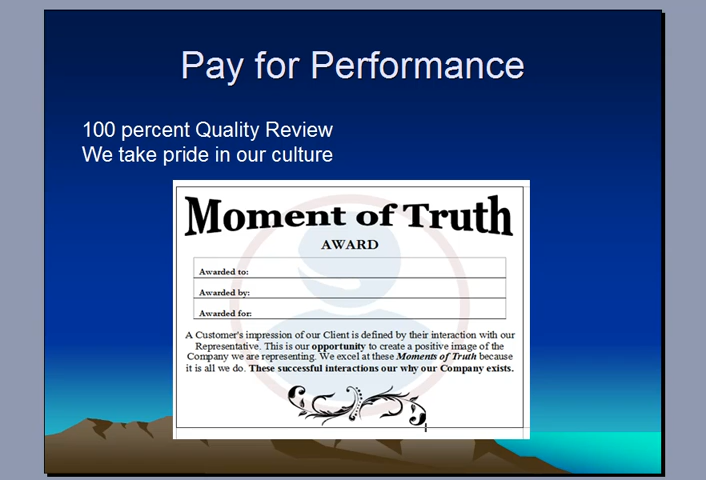 Pay for Performance
100 percent Quality Review
We take pride in our culture
Moment of Truth
AWARD
Awarded to:
Awarded by:
Awarded for:
A Customer's impression of our Client is defined by their interaction with our
Representative. This is our opportunity to create a positive image of the
Company we are representing. We excel at these Moments of Truth because
it is all we do. These successful interactions our why our Company exists.